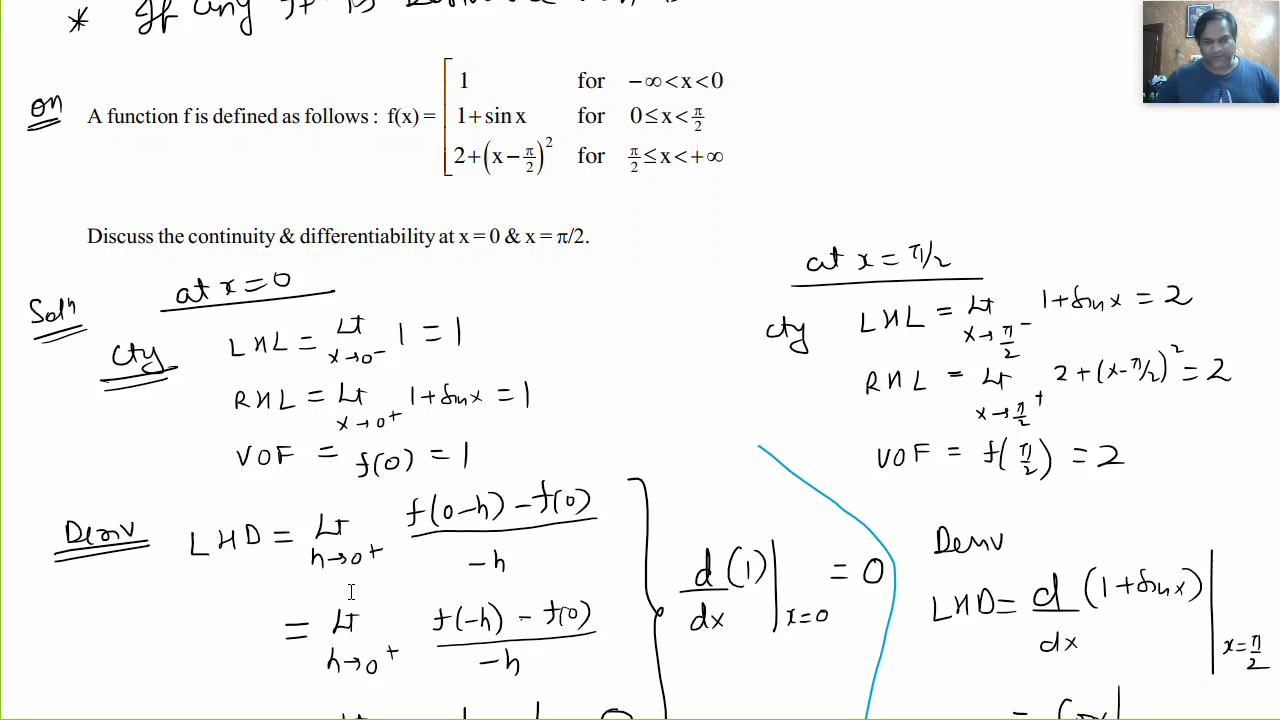 * If any
Qn
A function f is defined as follows : f(x) = [ 1 for −∞<x<0
1+sin x for 0≤x<π/2
2+(x−π/2)² for π/2≤x<+∞
Discuss the continuity & differentiability at x = 0 & x = π/2.
Solⁿ
at x=0
Cty
LHL = Lt x→0⁻ 1 = 1
RHL = Lt x→0⁺ 1+sin x = 1
VOF = f(0) = 1
Deriv LHD = Lt h→0⁺ f(0-h) - f(0) / -h
= Lt h→0⁺ f(-h) - f(0) / -h
d/dx (1) | x=0 = 0
at x = π/2
Cty LHL = Lt x→π/2⁻ 1+sin x = 2
RHL = Lt x→π/2⁺ 2+(x-π/2)² = 2
VOF = f(π/2) = 2
Deriv
LHD = d/dx (1+sin x) | x=π/2